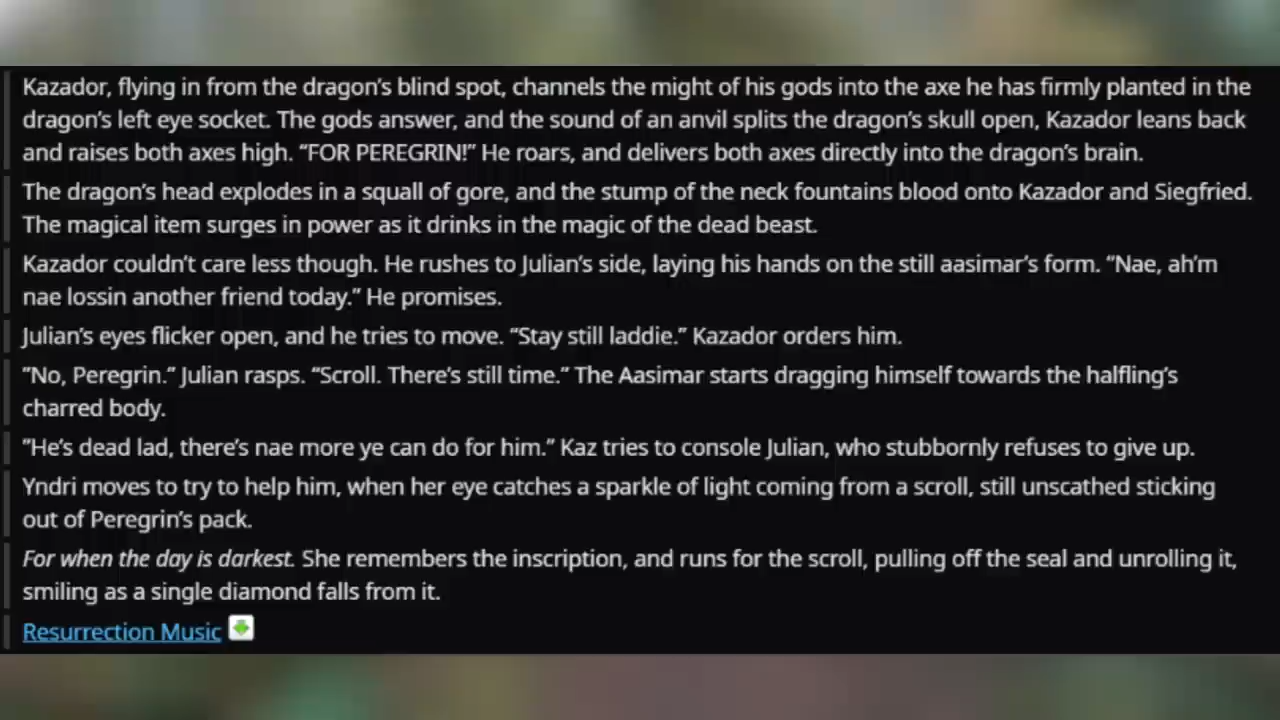 Kazador, flying in from the dragon's blind spot, channels the might of his gods into the axe he has firmly planted in the
dragon's left eye socket. The gods answer, and the sound of an anvil splits the dragon's skull open, Kazador leans back
and raises both axes high. “FOR PEREGRIN!” He roars, and delivers both axes directly into the dragon's brain.
The dragon's head explodes in a squall of gore, and the stump of the neck fountains blood onto Kazador and Siegfried.
The magical item surges in power as it drinks in the magic of the dead beast.
Kazador couldn't care less though. He rushes to Julian's side, laying his hands on the still aasimar's form. “Nae, ah'm
nae lossin another friend today.” He promises.
Julian's eyes flicker open, and he tries to move. “Stay still laddie.” Kazador orders him.
“No, Peregrin.” Julian rasps. “Scroll. There's still time.” The Aasimar starts dragging himself towards the halfling's
charred body.
“He's dead lad, there's nae more ye can do for him.” Kaz tries to console Julian, who stubbornly refuses to give up.
Yndri moves to try to help him, when her eye catches a sparkle of light coming from a scroll, still unscathed sticking
out of Peregrin's pack.
For when the day is darkest. She remembers the inscription, and runs for the scroll, pulling off the seal and unrolling it,
smiling as a single diamond falls from it.
Resurrection Music